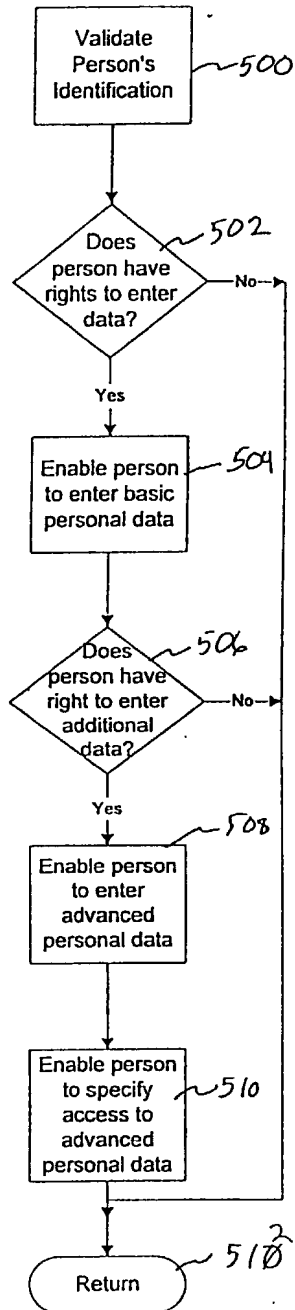 Validate
Person's
Identification
500
Does
person have
rights to enter
data?
502
No
Yes
Enable person
to enter basic
personal data
504
Does
person have
right to enter
additional
data?
506
No
Yes
Enable person
to enter
advanced
personal data
508
Enable person
to specify
access to
advanced
personal data
510
Return
512